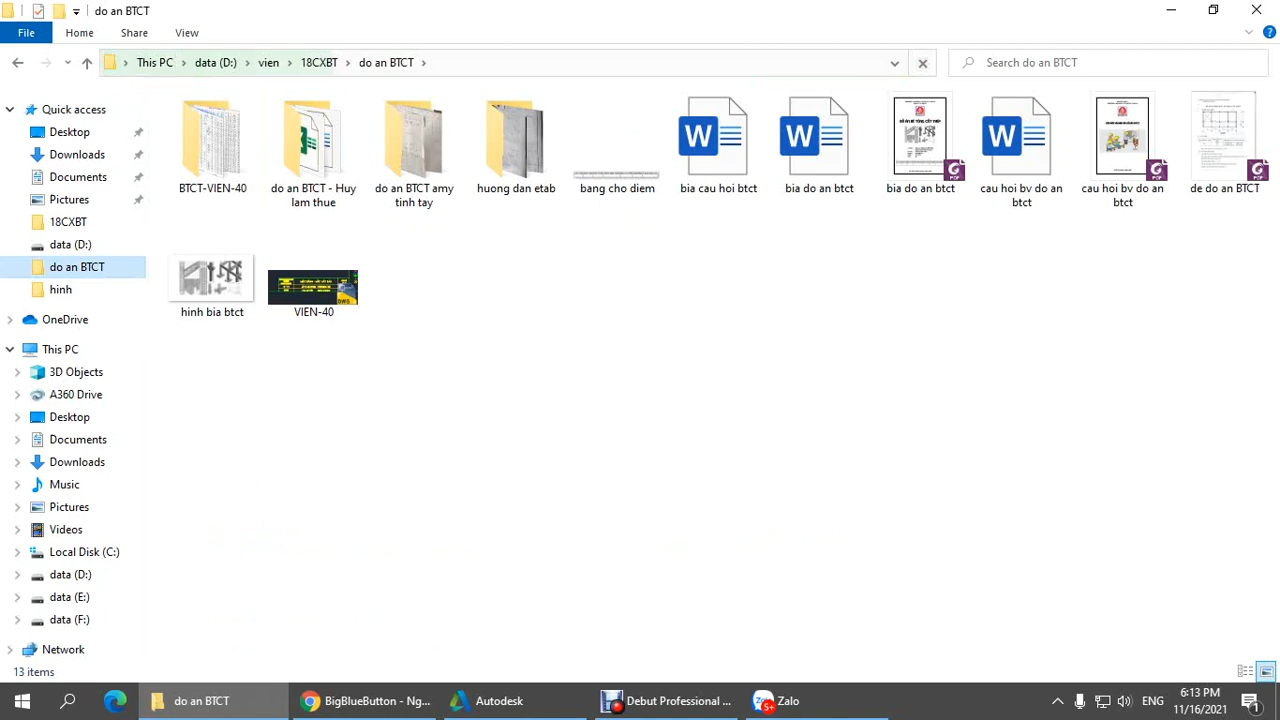 do an BTCT
File
Home
Share
View
This PC
data (D:)
vien
18CXBT
do an BTCT
Search do an BTCT
Quick access
Desktop
Downloads
Documents
Pictures
18CXBT
data (D:)
do an BTCT
hinh
OneDrive
This PC
3D Objects
A360 Drive
Desktop
Documents
Downloads
Music
Pictures
Videos
Local Disk (C:)
data (D:)
data (E:)
data (F:)
Network
BTCT-VIEN-40
do an BTCT - Huy
lam thue
do an BTCT amy
tinh tay
huong dan etab
bang cho diem
bia cau hoi btct
bia do an btct
bia do an btct
cau hoi bv do an
btct
cau hoi bv do an
btct
de do an BTCT
hinh bia btct
VIEN-40
13 items
do an BTCT
BigBlueButton - Ng...
Autodesk
Debut Professional ...
Zalo
5+
ENG
6:13 PM
11/16/2021
1